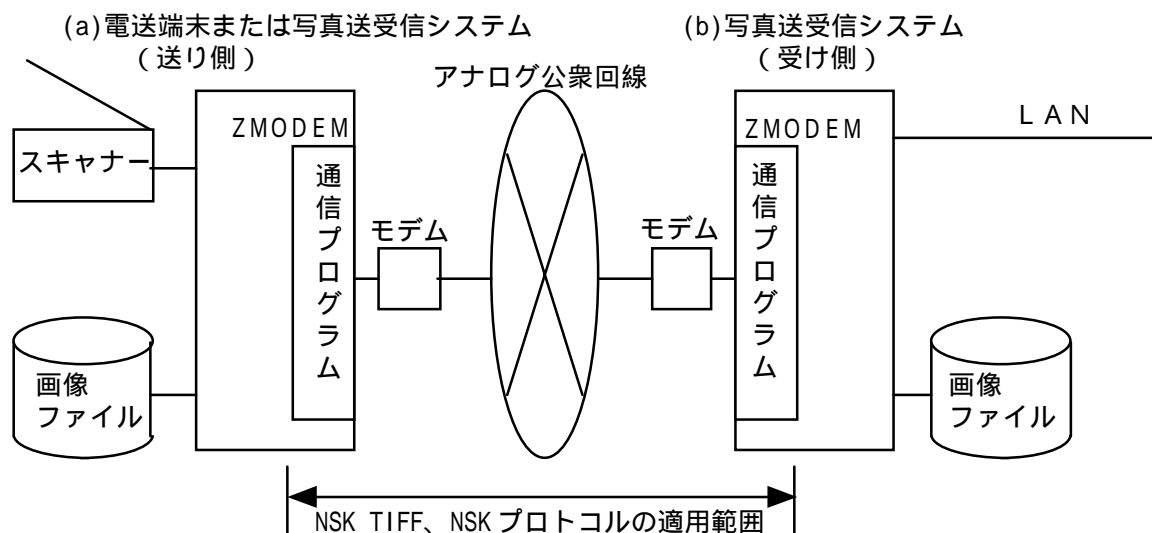 (a)電送端末または写真送受信システム
（送り側）
(b)写真送受信システム
（受け側）
アナログ公衆回線
ZMODEM
ZMODEM
ＬＡＮ
スキャナー
通信プログラム
モデム
モデム
通信プログラム
画像
ファイル
画像
ファイル
NSK TIFF、NSKプロトコルの適用範囲